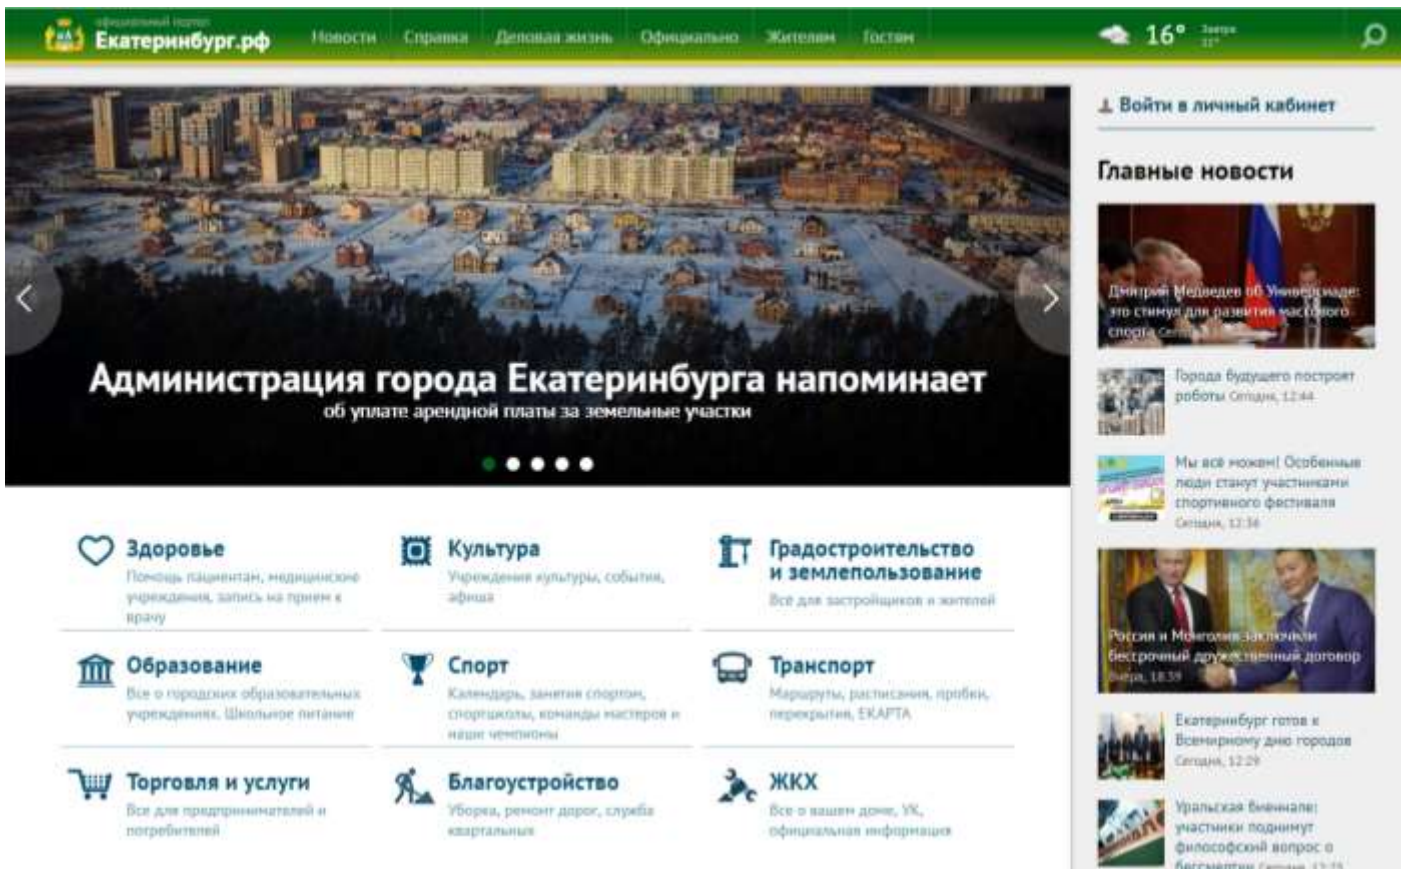 официальный портал
Екатеринбург.рф
Новости Справка Деловая жизнь Официально Жителям Гостям
16° Завтра
Войти в личный кабинет
Главные новости
Дмитрий Медведев об Универсиаде:
это стимул для развития массового
спорта
Города будущего построят
роботы Сегодня, 12:44
Мы всё можем! Особенные
люди станут участниками
спортивного фестиваля
Сегодня, 12:36
Россия и Монголия заключили
бессрочный дружественный договор
Вчера, 18:39
Екатеринбург готов к
Всемирному дню городов
Сегодня, 12:29
Уральская биеннале:
участники поднимут
философский вопрос о
бессмертии Сегодня,
Администрация города Екатеринбурга напоминает
об уплате арендной платы за земельные участки
Здоровье
Помощь пациентам, медицинские
учреждения, запись на прием к
врачу
Культура
Учреждения культуры, события,
афиша
Градостроительство
и землепользование
Всё для застройщиков и жителей
Образование
Все о городских образовательных
учреждениях. Школьное питание
Спорт
Календарь, занятия спортом,
спортшколы, команды мастеров и
наши чемпионы
Транспорт
Маршруты, расписания, пробки,
перекрытия, ЕКАРТА
Торговля и услуги
Все для предпринимателей и
потребителей
Благоустройство
Уборка, ремонт дорог, служба
квартальных
ЖКХ
Все о вашем доме, УК,
официальная информация